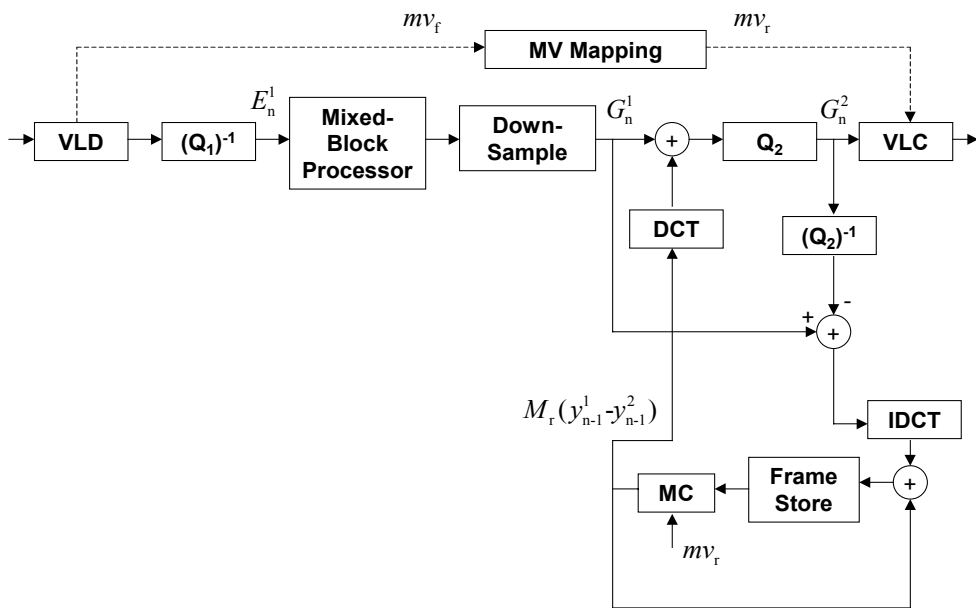 mv_f
MV Mapping
mv_r
VLD
(Q_1)^-1
E_n^1
Mixed-
Block
Processor
Down-
Sample
G_n^1
+
Q_2
G_n^2
VLC
DCT
(Q_2)^-1
-
+
+
M_r(y_n-1^1-y_n-1^2)
IDCT
MC
Frame
Store
+
mv_r